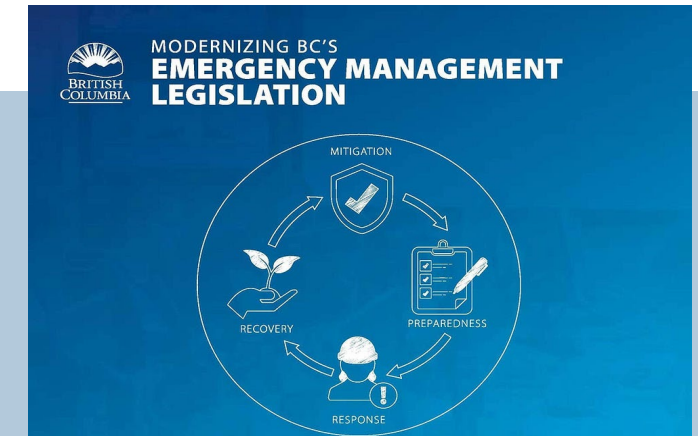 BRITISH
COLUMBIA
MODERNIZING BC'S
EMERGENCY MANAGEMENT
LEGISLATION
MITIGATION
RECOVERY
PREPAREDNESS
RESPONSE